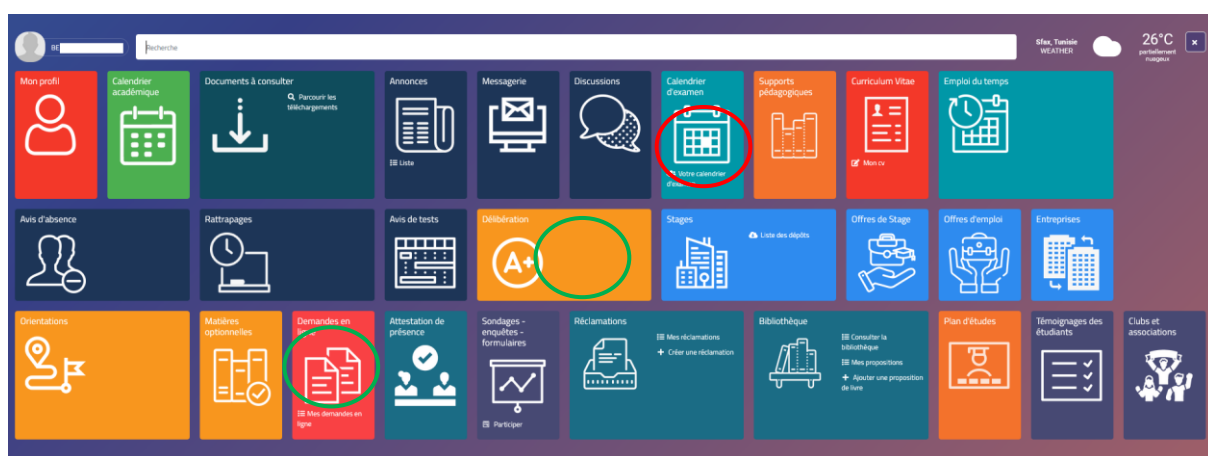 BE
Recherche
Sfax, Tunisie
WEATHER
26°C
partiellement
nuageux
×
Mon profil
Calendrier
académique
Documents à consulter
Parcourir les
téléchargements
Annonces
Liste
Messagerie
Discussions
Calendrier
d'examen
Votre calendrier
d'examen
Supports
pédagogiques
Curriculum Vitae
Mon cv
Emploi du temps
Avis d'absence
Rattrapages
Avis de tests
Délibération
A+
Stages
Liste des dépôts
Offres de Stage
Offres d'emploi
Entreprises
Orientations
Matières
optionnelles
Demandes en
ligne
Mes demandes en
ligne
Attestation de
présence
Sondages -
enquêtes -
formulaires
Participer
Réclamations
Mes réclamations
Créer une réclamation
Bibliothèque
Consulter la
bibliothèque
Mes propositions
Ajouter une proposition
de livre
Plan d'études
Témoignages des
étudiants
Clubs et
associations